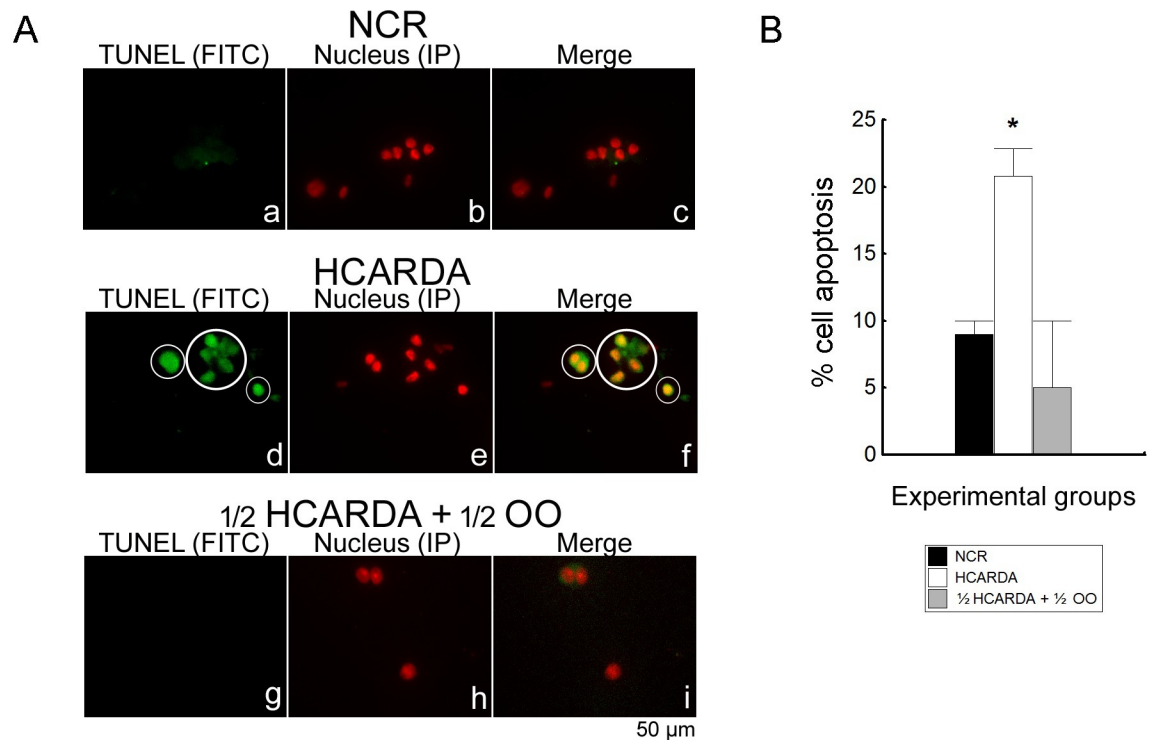 A
NCR
TUNEL (FITC) Nucleus (IP) Merge
a b c
HCARDA
TUNEL (FITC) Nucleus (IP) Merge
d e f
1/2 HCARDA + 1/2 OO
TUNEL (FITC) Nucleus (IP) Merge
g h i
50 µm
B
*
25
20
15
10
5
0
% cell apoptosis
Experimental groups
NCR
HCARDA
½ HCARDA + ½ OO